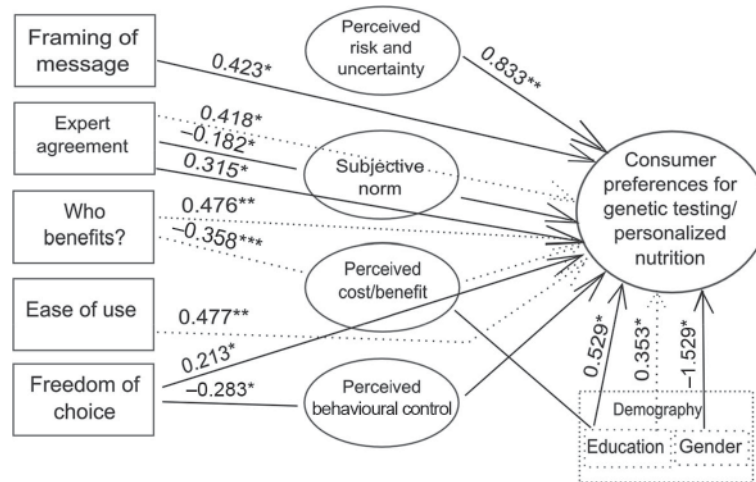 Framing of
message
Perceived
risk and
uncertainty
0.423*
0.833**
Expert
agreement
0.418*
−0.182*
0.315*
Subjective
norm
Consumer
preferences for
genetic testing/
personalized
nutrition
Who
benefits?
0.476**
−0.358***
Perceived
cost/benefit
Ease of use
0.477**
0.213*
Freedom of
choice
−0.283*
Perceived
behavioural control
0.529*
0.353*
−1.529*
Demography
Education
Gender